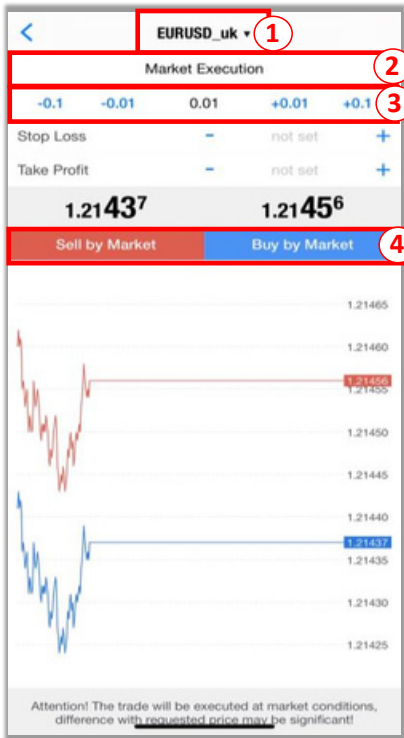 EURUSD_uk ▾ 1
Market Execution 2
-0.1 -0.01 0.01 +0.01 +0.1 3
Stop Loss - not set +
Take Profit - not set +
1.21437 1.21456
Sell by Market Buy by Market 4
1.21465
1.21460
1.21456
1.21455
1.21450
1.21445
1.21440
1.21437
1.21435
1.21430
1.21425
Attention! The trade will be executed at market conditions,
difference with requested price may be significant!